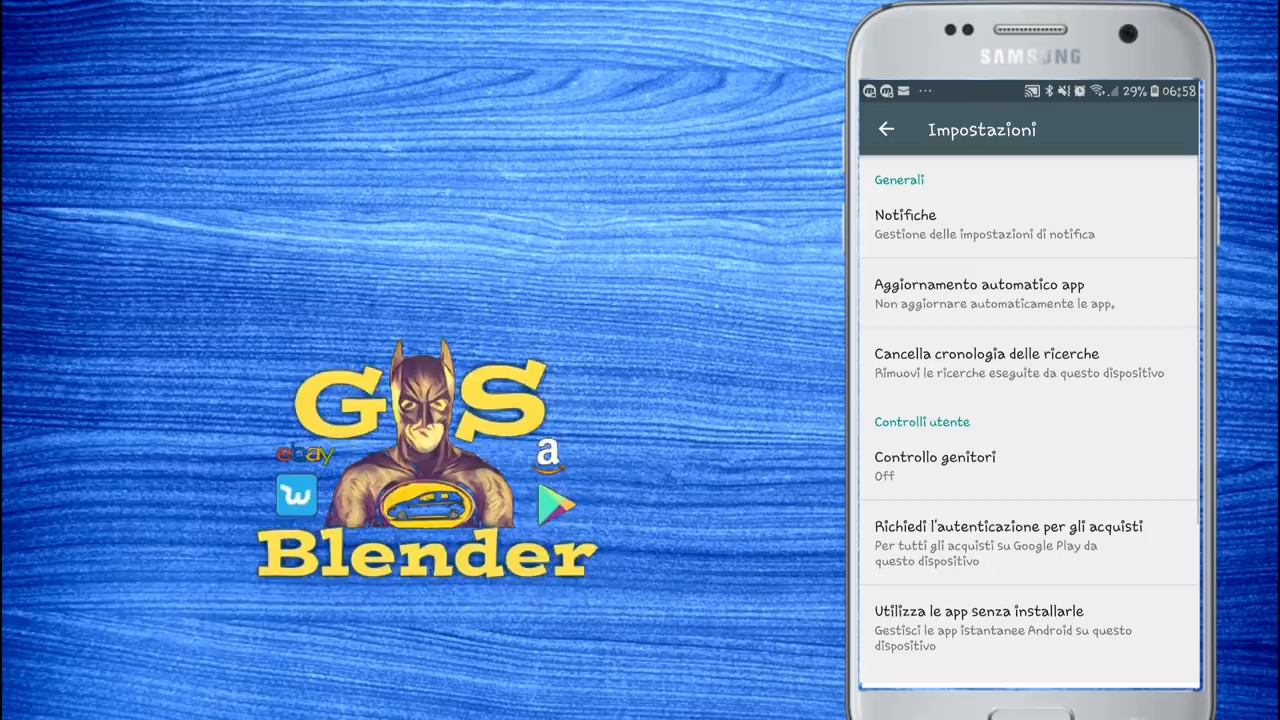 G S
ebay
a
w
Blender
SAMSUNG
29% 06:58
Impostazioni
Generali
Notifiche
Gestione delle impostazioni di notifica
Aggiornamento automatico app
Non aggiornare automaticamente le app.
Cancella cronologia delle ricerche
Rimuovi le ricerche eseguite da questo dispositivo
Controlli utente
Controllo genitori
Off
Richiedi l'autenticazione per gli acquisti
Per tutti gli acquisti su Google Play da
questo dispositivo
Utilizza le app senza installarle
Gestisci le app istantanee Android su questo
dispositivo